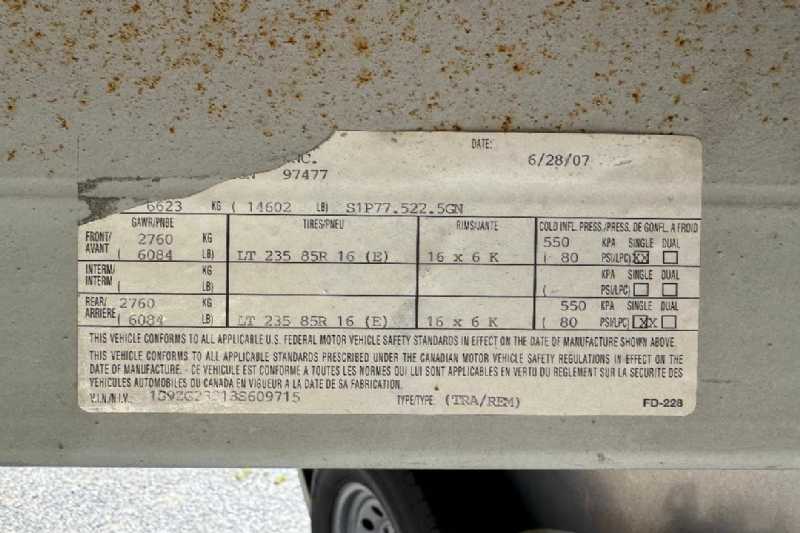 NC. DATE: 6/28/07
97477
6623 KG ( 14602 LB) S1P77.522.5GN
GAWR/PNBE TIRES/PNEU RIMS/JANTE COLD INFL. PRESS./PRESS. DE GONFL. A FROID
FRONT/ AVANT 2760 KG 550 KPA SINGLE DUAL
( 6084 LB) LT 235 85R 16 (E) 16 x 6 K ( 80 PSI/LPC) XX
INTERM/ INTERM ( KG KPA SINGLE DUAL
LB) ( PSI/LPC)
REAR/ ARRIÈRE 2760 KG 550 KPA SINGLE DUAL
( 6084 LB) LT 235 85R 16 (E) 16 x 6 K ( 80 PSI/LPC) XX
THIS VEHICLE CONFORMS TO ALL APPLICABLE U.S. FEDERAL MOTOR VEHICLE SAFETY STANDARDS IN EFFECT ON THE DATE OF MANUFACTURE SHOWN ABOVE.
THIS VEHICLE CONFORMS TO ALL APPLICABLE STANDARDS PRESCRIBED UNDER THE CANADIAN MOTOR VEHICLE SAFETY REGULATIONS IN EFFECT ON THE
DATE OF MANUFACTURE. - CE VEHICULE EST CONFORME A TOUTES LES NORMES QUI LUI SONT APPLICABLES EN VERTU DU REGLEMENT SUR LA SECURITE DES
VEHICULES AUTOMOBILES DU CANADA EN VIGUEUR A LA DATE DE SA FABRICATION.
V.I.N./N.I.V. TYPE/TYPE: (TRA/REM) FD-228